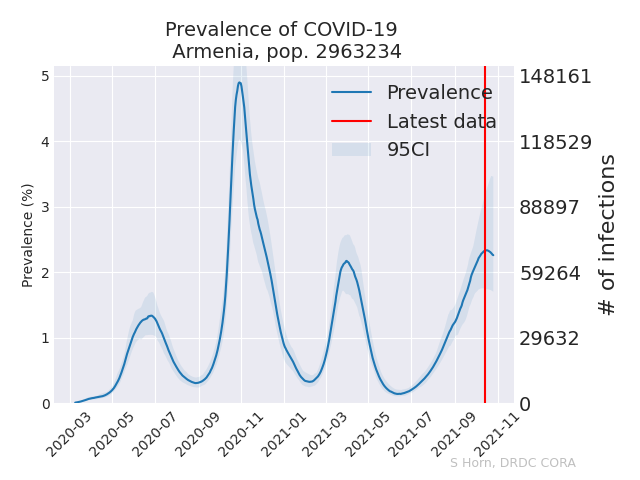 Prevalence of COVID-19
Armenia, pop. 2963234
Prevalence
Latest data
95CI
5
4
3
2
1
0
Prevalence (%)
148161
118529
88897
59264
29632
0
# of infections
2020-03
2020-05
2020-07
2020-09
2020-11
2021-01
2021-03
2021-05
2021-07
2021-09
2021-11
S Horn, DRDC CORA